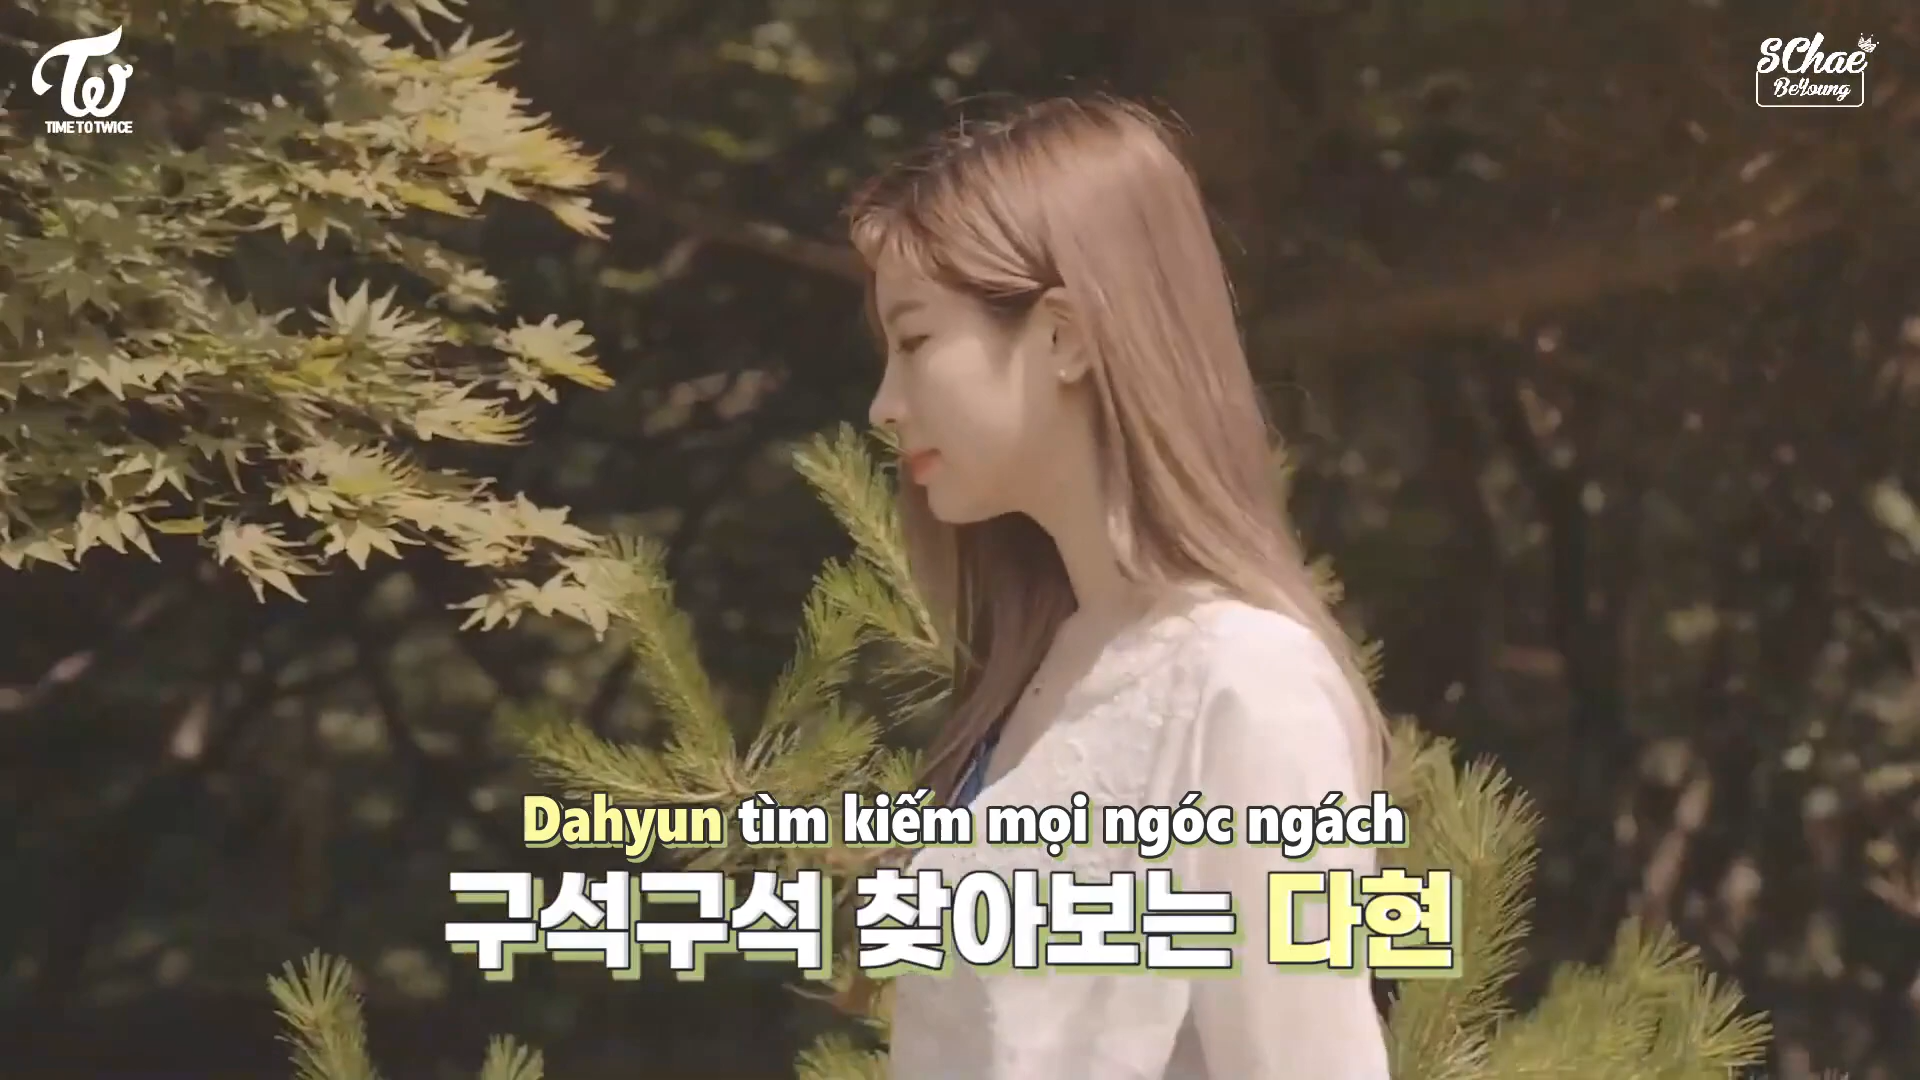 TW
TIME TO TWICE
SChae
BeYoung
Dahyun tìm kiếm mọi ngóc ngách
구석구석 찾아보는 다현